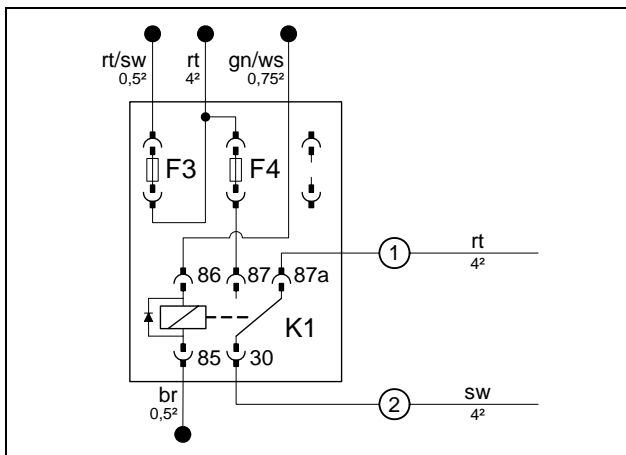 rt/sw rt gn/ws
0,5² 4² 0,75²
F3 F4
1 rt
4²
86 87 87a
K1
85 30
br
0,5²
2 sw
4²